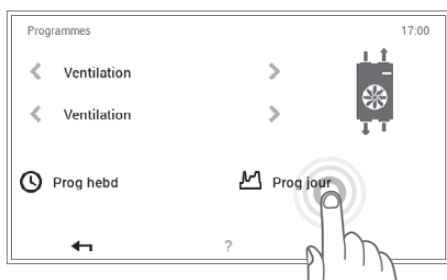 Programmes 17:00
Ventilation
Ventilation
Prog hebd Prog jour
?